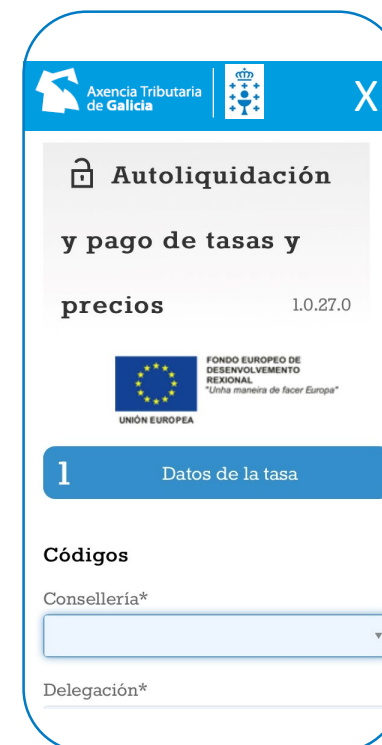 Axencia Tributaria
de Galicia
X
Autoliquidación
y pago de tasas y
precios 1.0.27.0
FONDO EUROPEO DE
DESENVOLVEMENTO
REXIONAL
"Unha maneira de facer Europa"
UNIÓN EUROPEA
1 Datos de la tasa
Códigos
Consellería*
Delegación*